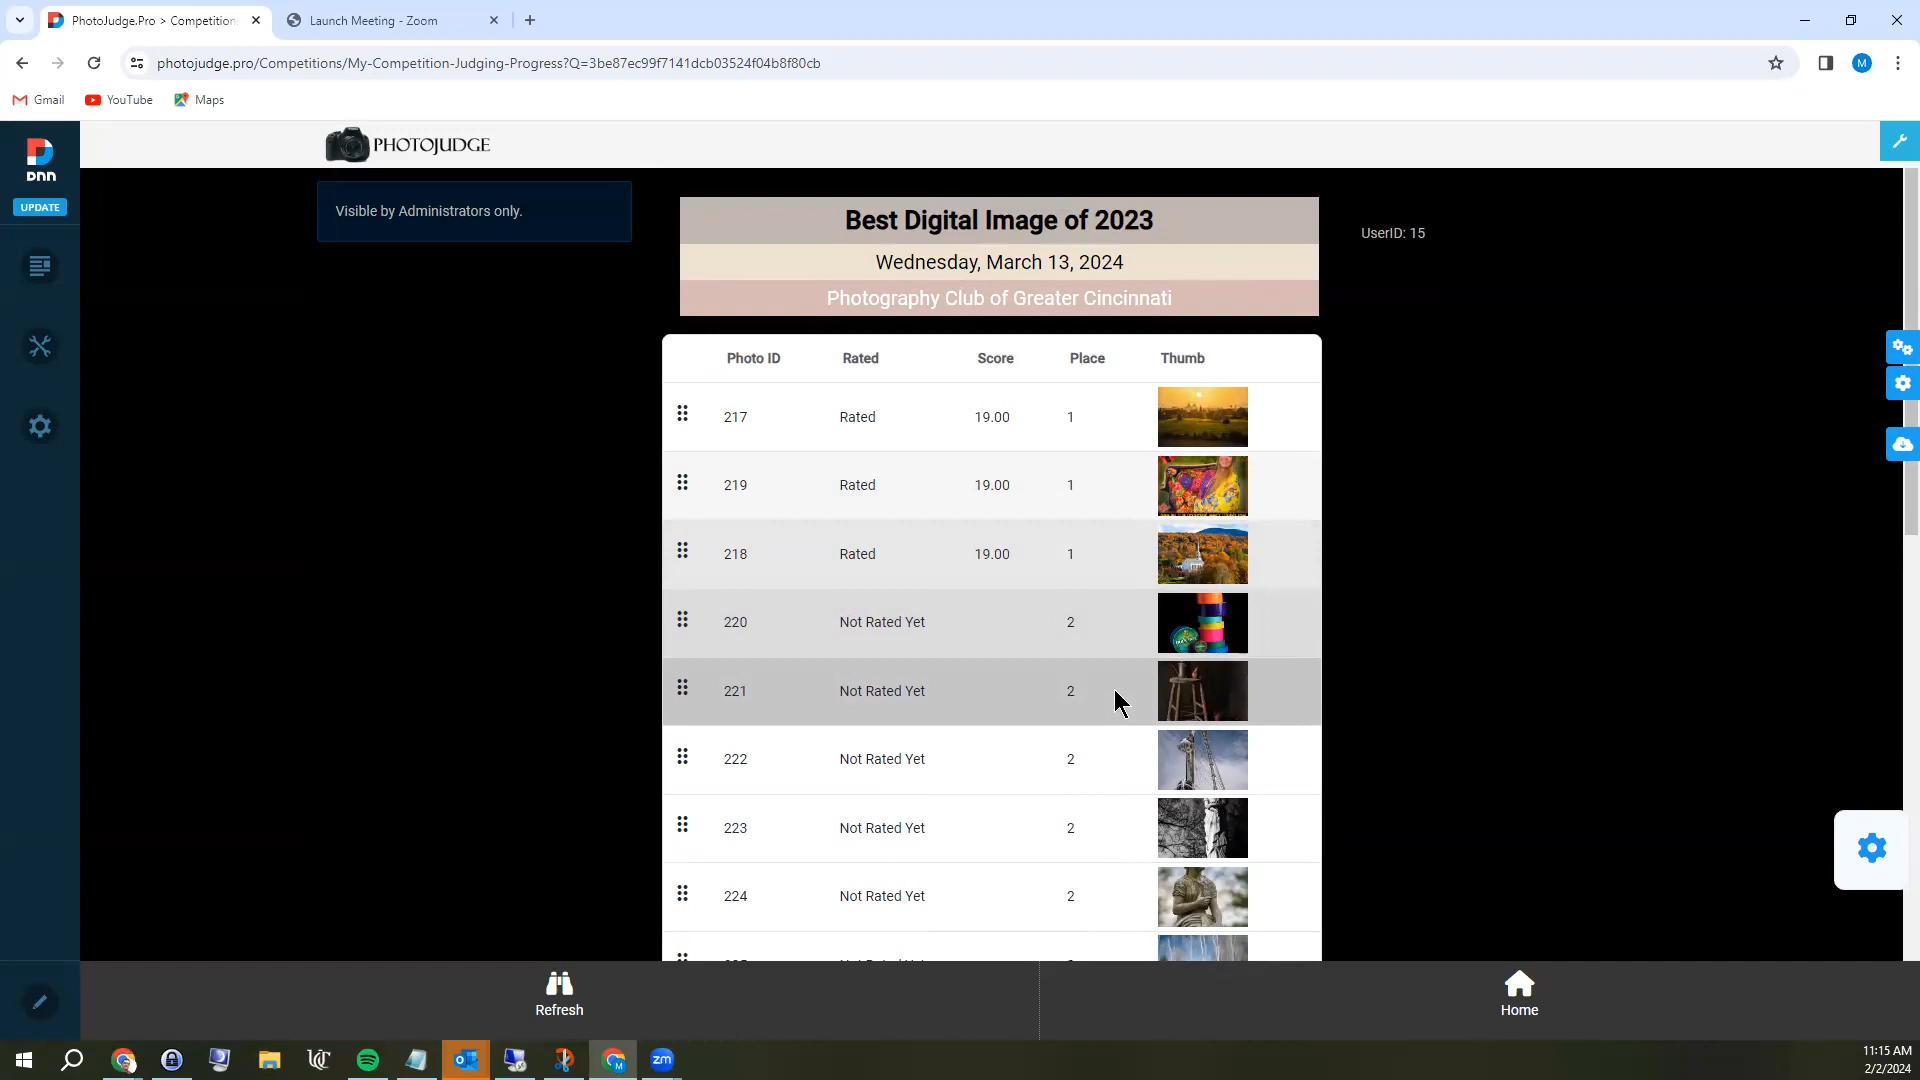 PhotoJudge.Pro > Competition
Launch Meeting - Zoom
photojudge.pro/Competitions/My-Competition-Judging-Progress?Q=3be87ec99f7141dcb03524f04b8f80cb
M
Gmail
YouTube
Maps
DNN
UPDATE
PHOTOJUDGE
Visible by Administrators only.
Best Digital Image of 2023
Wednesday, March 13, 2024
Photography Club of Greater Cincinnati
UserID: 15
Photo ID Rated Score Place Thumb
217 Rated 19.00 1
219 Rated 19.00 1
218 Rated 19.00 1
220 Not Rated Yet 2
221 Not Rated Yet 2
222 Not Rated Yet 2
223 Not Rated Yet 2
224 Not Rated Yet 2
Refresh
Home
zm
11:15 AM
2/2/2024